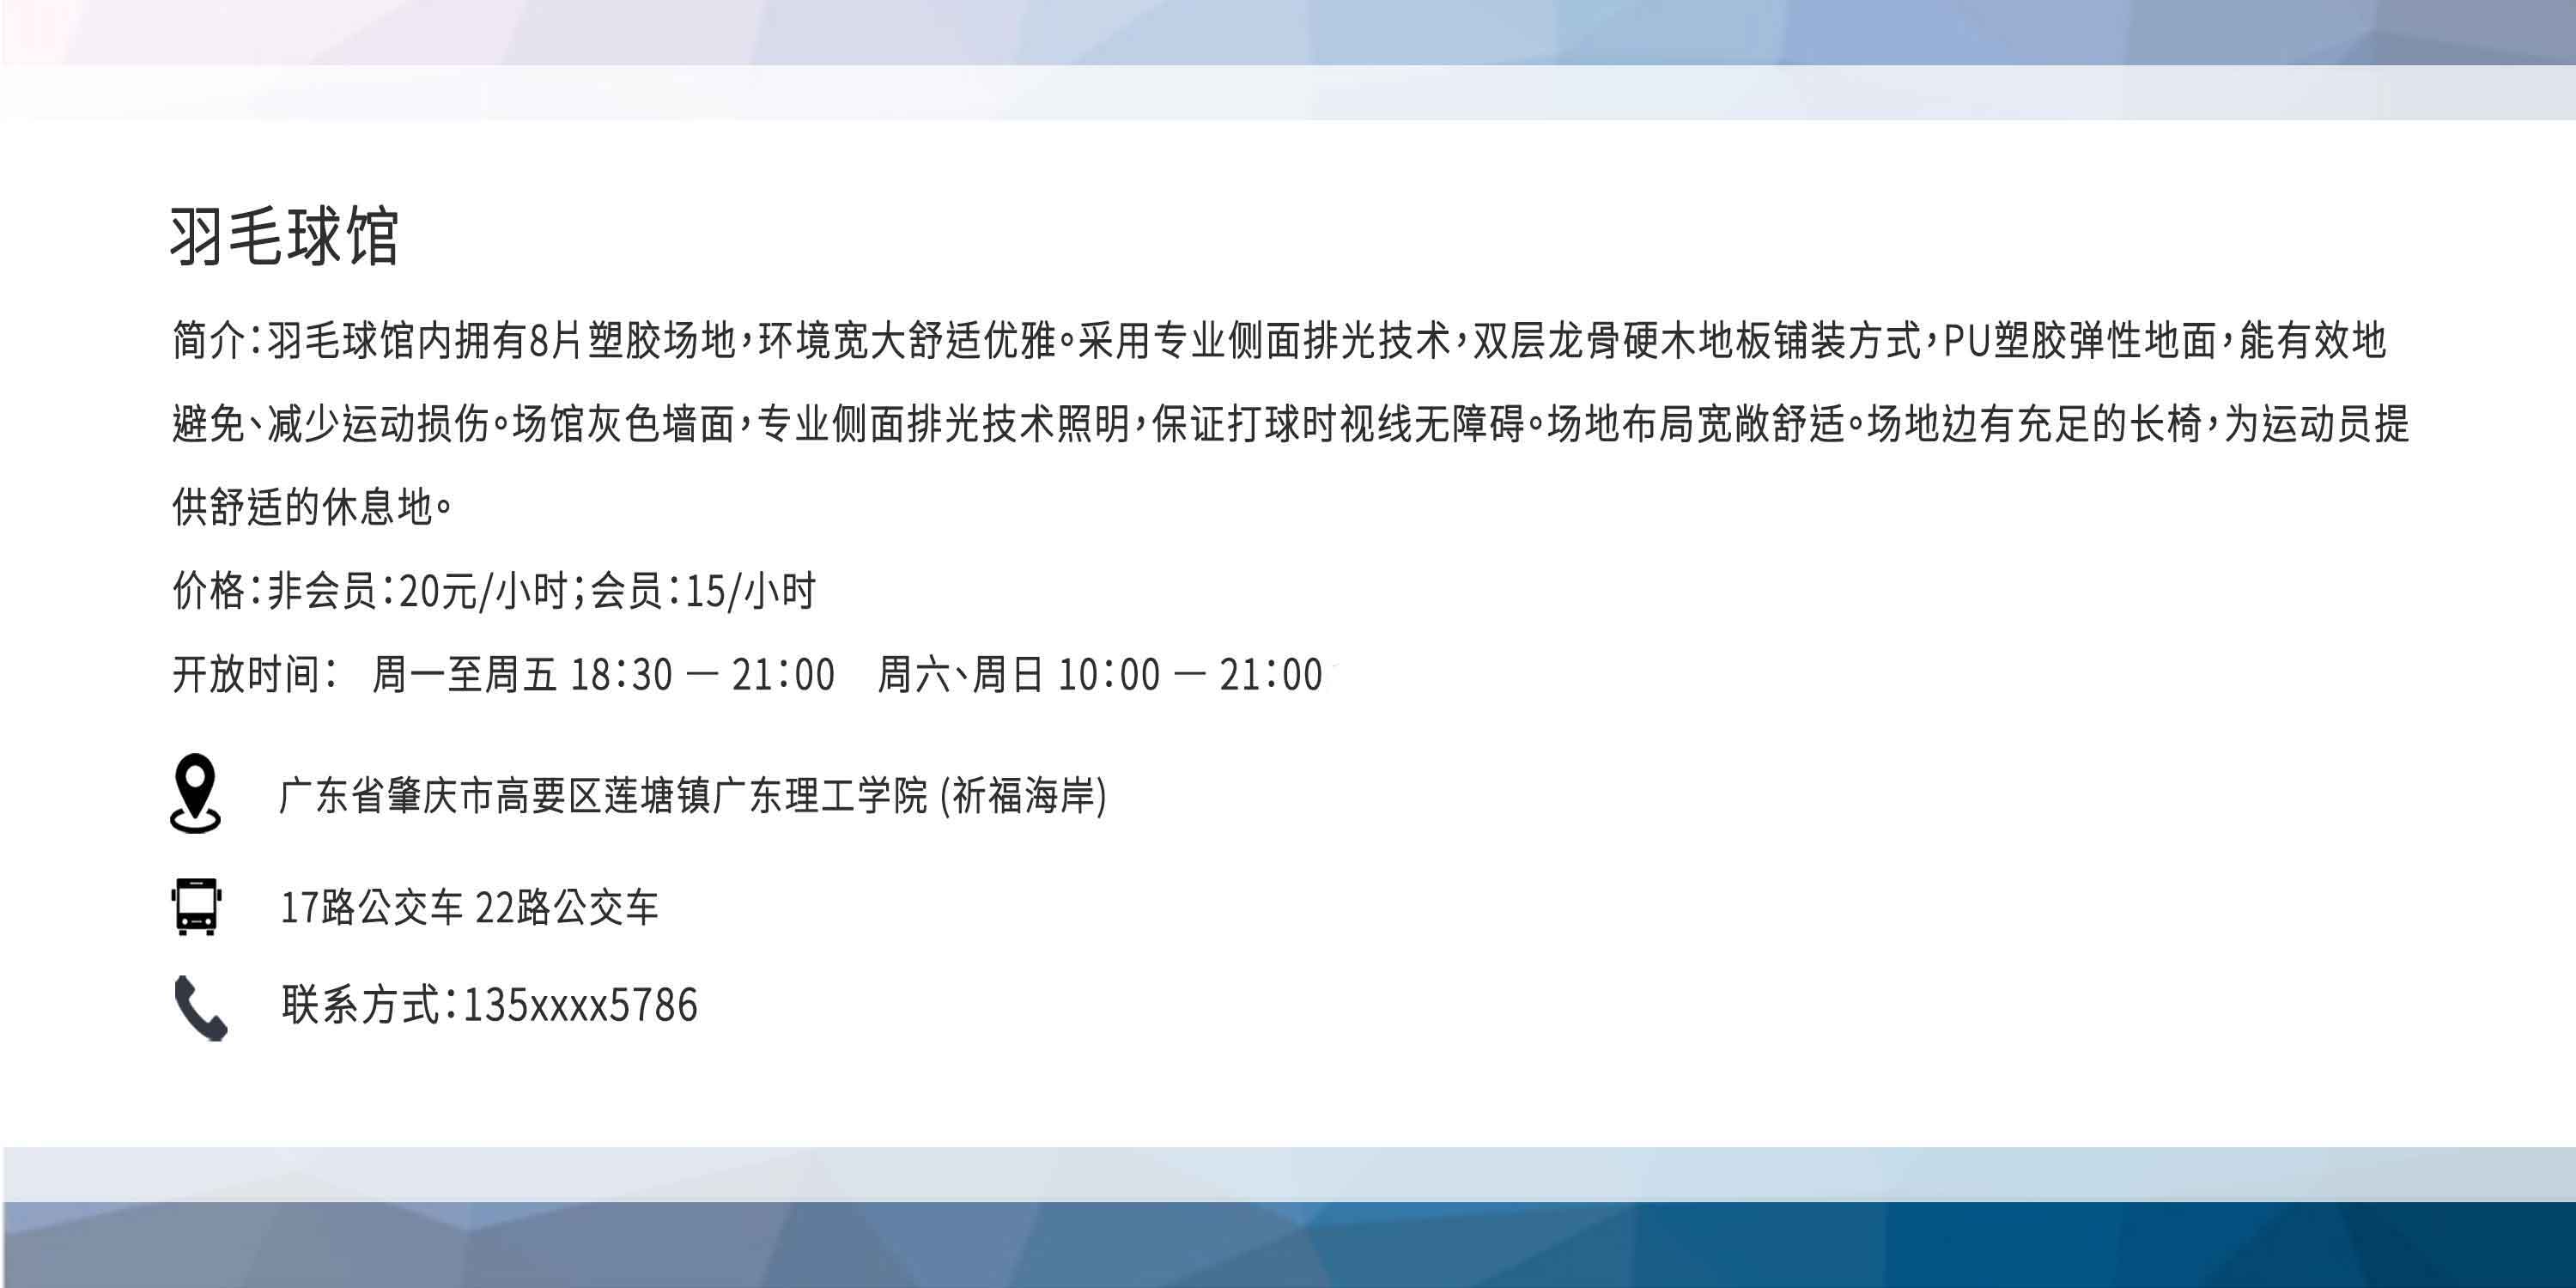 羽毛球馆
简介：羽毛球馆内拥有8片塑胶场地，环境宽大舒适优雅。采用专业侧面排光技术，双层龙骨硬木地板铺装方式，PU塑胶弹性地面，能有效地
避免、减少运动损伤。场馆灰色墙面，专业侧面排光技术照明，保证打球时视线无障碍。场地布局宽敞舒适。场地边有充足的长椅，为运动员提
供舒适的休息地。
价格：非会员：20元/小时；会员：15/小时
开放时间： 周一至周五 18：30 — 21：00 周六、周日 10：00 — 21：00
广东省肇庆市高要区莲塘镇广东理工学院 (祈福海岸)
17路公交车 22路公交车
联系方式：135xxxx5786